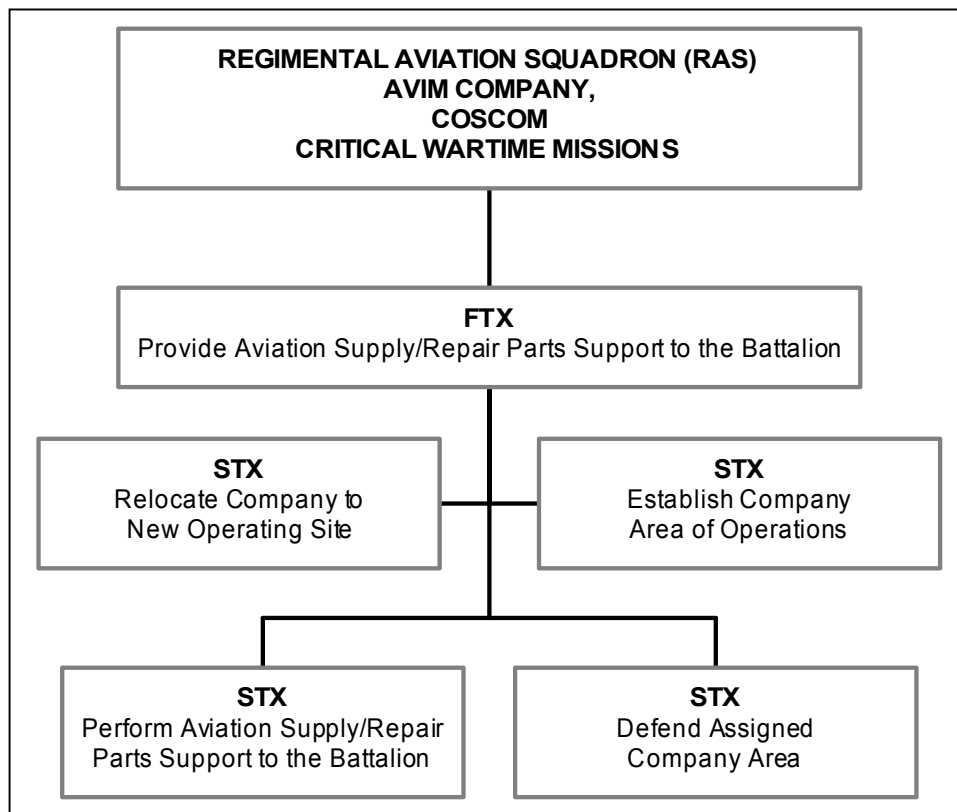 REGIMENTAL AVIATION SQUADRON (RAS)
AVIM COMPANY,
COSCOM
CRITICAL WARTIME MISSIONS
FTX
Provide Aviation Supply/Repair Parts Support to the Battalion
STX
Relocate Company to
New Operating Site
STX
Establish Company
Area of Operations
STX
Perform Aviation Supply/Repair
Parts Support to the Battalion
STX
Defend Assigned
Company Area